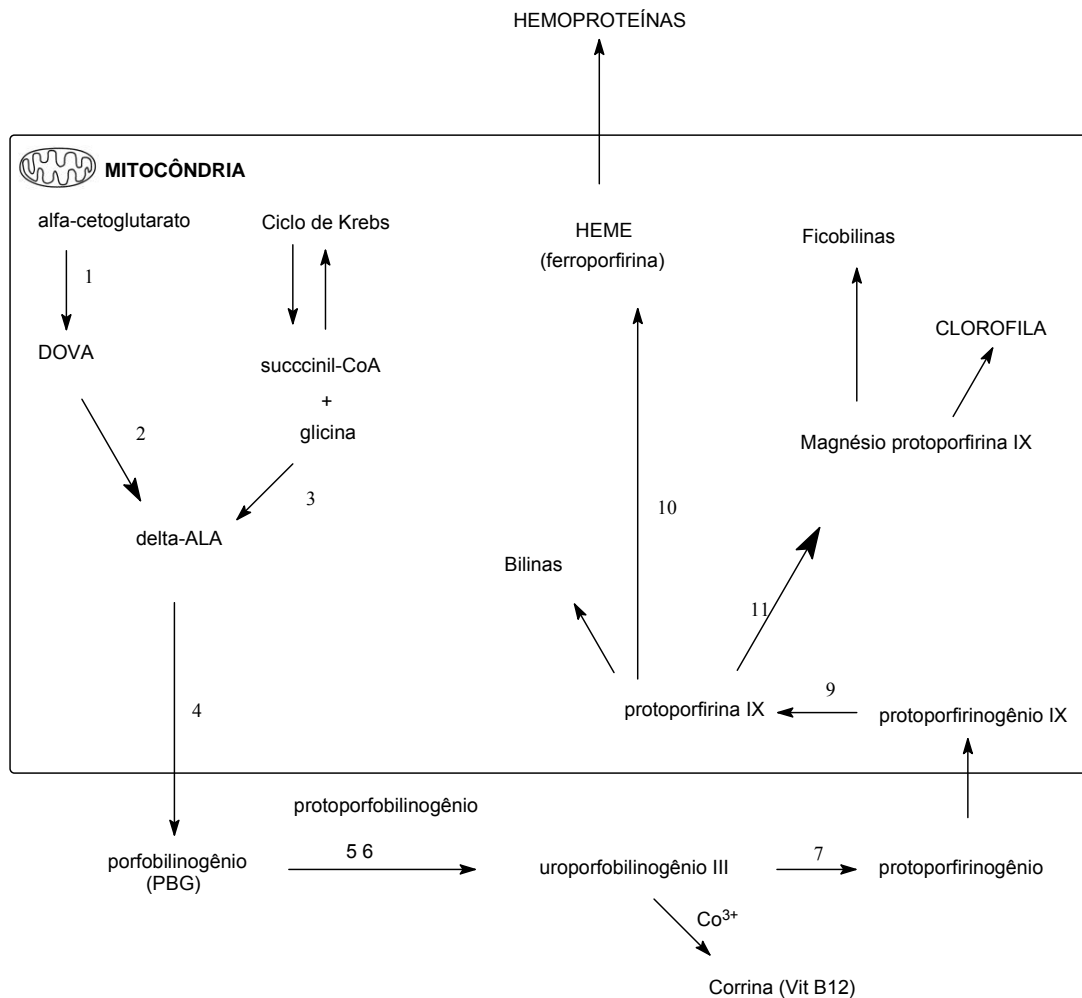 HEMOPROTEÍNAS
MITOCÔNDRIA
alfa-cetoglutarato
Ciclo de Krebs
HEME
(ferroporfirina)
Ficobilinas
1
CLOROFILA
DOVA
succcinil-CoA
+
glicina
2
Magnésio protoporfirina IX
3
10
delta-ALA
Bilinas
11
4
9
protoporfirina IX
protoporfirinogênio IX
protoporfobilinogênio
porfobilinogênio
(PBG)
5 6
uroporfobilinogênio III
7
protoporfirinogênio
Co3+
Corrina (Vit B12)